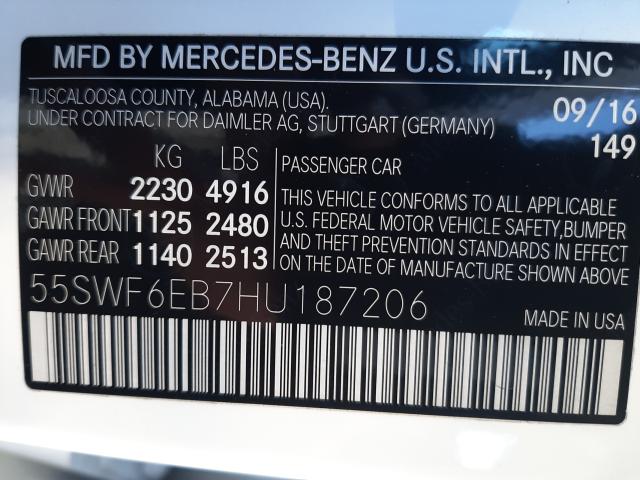 MFD BY MERCEDES-BENZ U.S. INTL., INC
TUSCALOOSA COUNTY, ALABAMA (USA). 09/16
UNDER CONTRACT FOR DAIMLER AG, STUTTGART (GERMANY) 149
KG LBS PASSENGER CAR
GVWR 2230 4916
GAWR FRONT 1125 2480
GAWR REAR 1140 2513
THIS VEHICLE CONFORMS TO ALL APPLICABLE
U.S. FEDERAL MOTOR VEHICLE SAFETY,BUMPER
AND THEFT PREVENTION STANDARDS IN EFFECT
ON THE DATE OF MANUFACTURE SHOWN ABOVE
55SWF6EB7HU187206
MADE IN USA